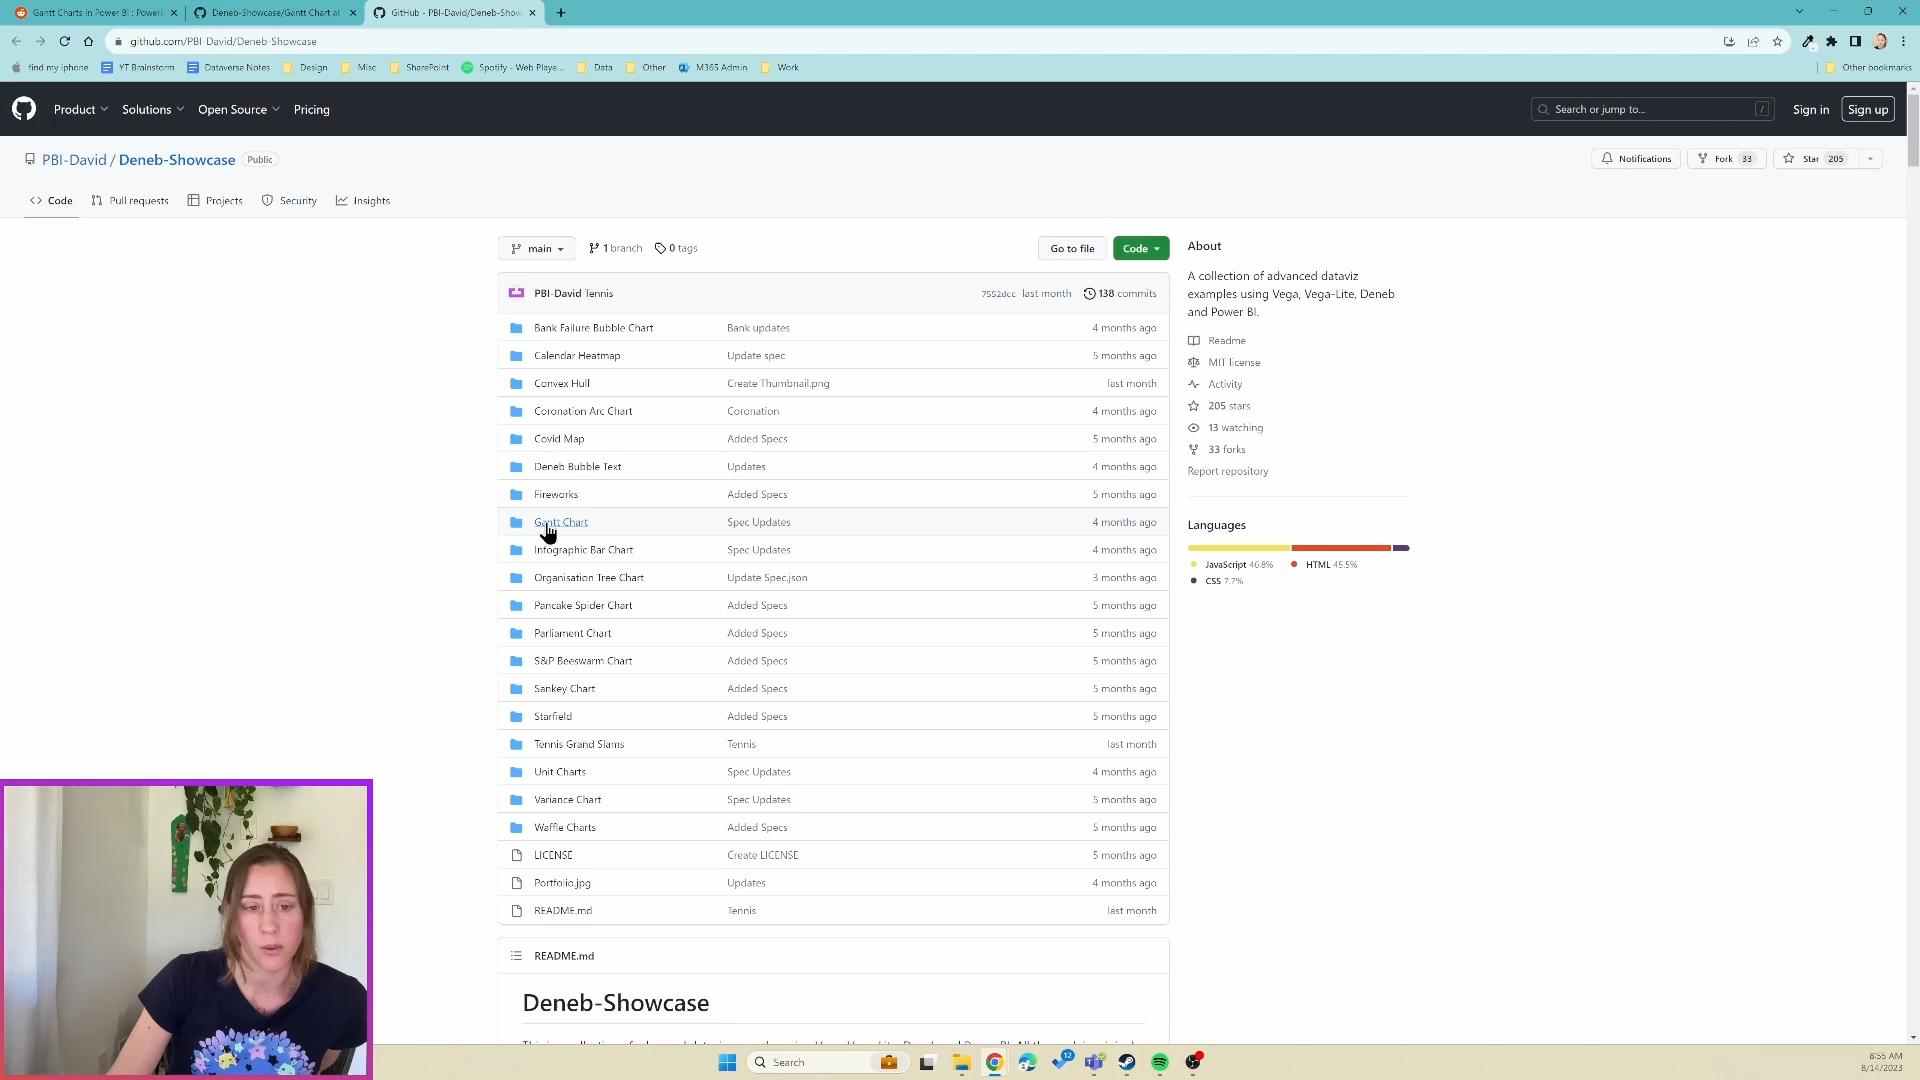 Gantt Charts in Power BI : PowerB
Deneb-Showcase/Gantt Chart at
GitHub - PBI-David/Deneb-Show
github.com/PBI-David/Deneb-Showcase
find my iphone
YT Brainstorm
Dataverse Notes
Design
Misc
SharePoint
Spotify - Web Playe...
Data
Other
M365 Admin
Work
Other bookmarks
Product
Solutions
Open Source
Pricing
Search or jump to...
/
Sign in
Sign up
PBI-David / Deneb-Showcase Public
Notifications
Fork 33
Star 205
Code
Pull requests
Projects
Security
Insights
main
1 branch
0 tags
Go to file
Code
PBI-David Tennis 7552dcc last month 138 commits
Bank Failure Bubble Chart Bank updates 4 months ago
Calendar Heatmap Update spec 5 months ago
Convex Hull Create Thumbnail.png last month
Coronation Arc Chart Coronation 4 months ago
Covid Map Added Specs 5 months ago
Deneb Bubble Text Updates 4 months ago
Fireworks Added Specs 5 months ago
Gantt Chart Spec Updates 4 months ago
Infographic Bar Chart Spec Updates 4 months ago
Organisation Tree Chart Update Spec.json 3 months ago
Pancake Spider Chart Added Specs 5 months ago
Parliament Chart Added Specs 5 months ago
S&P Beeswarm Chart Added Specs 5 months ago
Sankey Chart Added Specs 5 months ago
Starfield Added Specs 5 months ago
Tennis Grand Slams Tennis last month
Unit Charts Spec Updates 4 months ago
Variance Chart Spec Updates 5 months ago
Waffle Charts Added Specs 5 months ago
LICENSE Create LICENSE 5 months ago
Portfolio.jpg Updates 4 months ago
README.md Tennis last month
README.md
Deneb-Showcase
About
A collection of advanced dataviz
examples using Vega, Vega-Lite, Deneb
and Power BI.
Readme
MIT license
Activity
205 stars
13 watching
33 forks
Report repository
Languages
JavaScript 46.8% HTML 45.5%
CSS 7.7%
Search
12
8:55 AM
8/14/2023